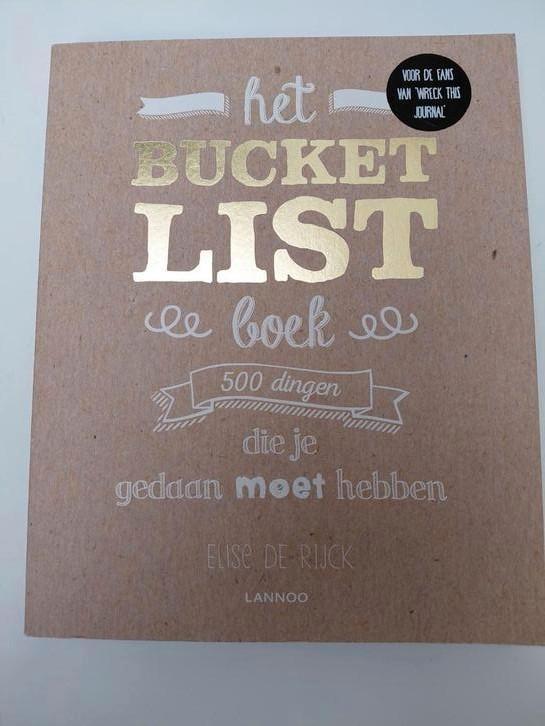 VOOR DE FANS
VAN 'WRECK THIS
JOURNAL'
het
BUCKET
LIST
boek
500 dingen
die je
gedaan moet hebben
ELISE DE RIJCK
LANNOO